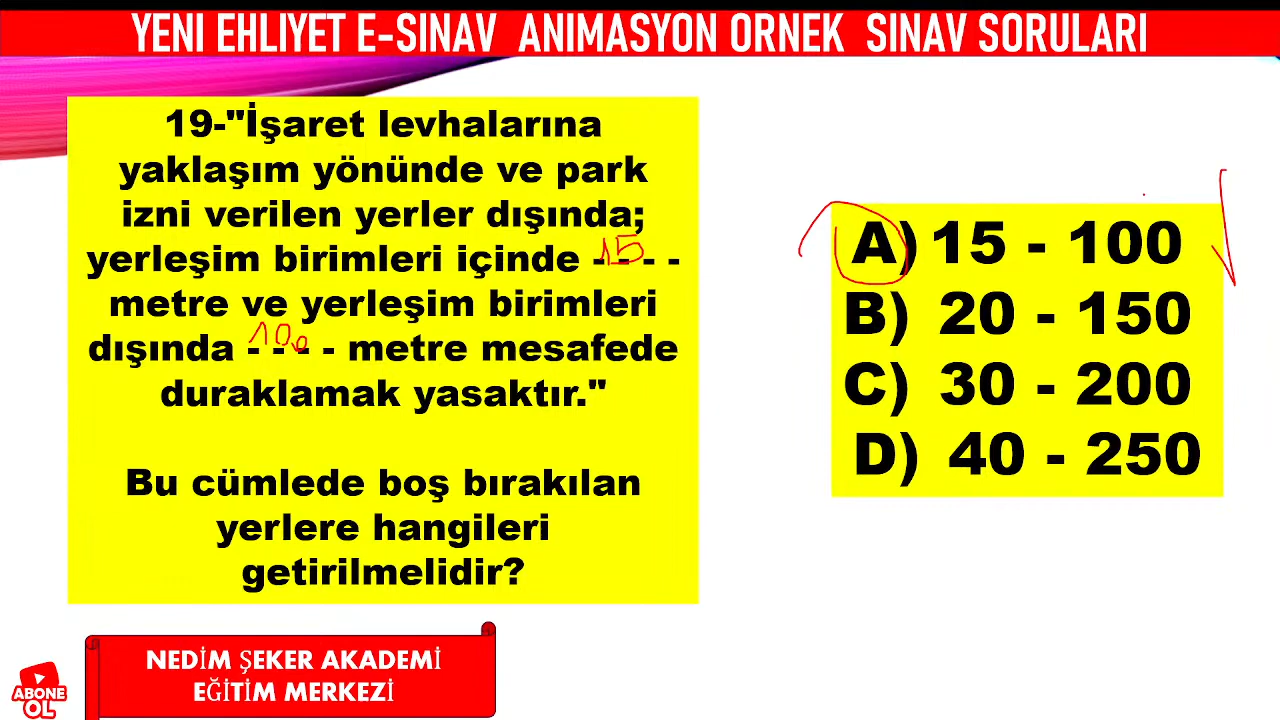 YENI EHLIYET E-SINAV ANIMASYON ORNEK SINAV SORULARI
19-"İşaret levhalarına
yaklaşım yönünde ve park
izni verilen yerler dışında;
yerleşim birimleri içinde - - - -
15
metre ve yerleşim birimleri
dışında - - - - metre mesafede
100
duraklamak yasaktır."
Bu cümlede boş bırakılan
yerlere hangileri
getirilmelidir?
A) 15 - 100
B) 20 - 150
C) 30 - 200
D) 40 - 250
NEDİM ŞEKER AKADEMİ
EĞİTİM MERKEZİ
ABONE
OL